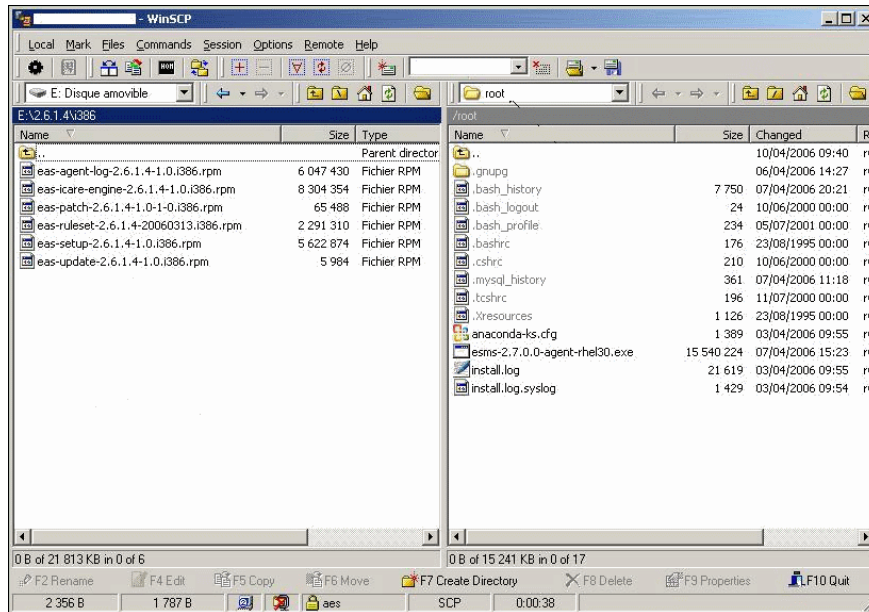 - WinSCP
Local Mark Files Commands Session Options Remote Help
E: Disque amovible
root
E:\2.6.1.4\i386
/root
Name Size Type
Name Size Changed R
.. Parent director
eas-agent-log-2.6.1.4-1.0.i386.rpm 6 047 430 Fichier RPM
eas-icare-engine-2.6.1.4-1.0.i386.rpm 8 304 354 Fichier RPM
eas-patch-2.6.1.4-1.0-1-0.i386.rpm 65 488 Fichier RPM
eas-ruleset-2.6.1.4-20060313.i386.rpm 2 291 310 Fichier RPM
eas-setup-2.6.1.4-1.0.i386.rpm 5 622 874 Fichier RPM
eas-update-2.6.1.4-1.0.i386.rpm 5 984 Fichier RPM
.. 10/04/2006 09:40
.gnupg 06/04/2006 14:27
.bash_history 7 750 07/04/2006 20:21
.bash_logout 24 10/06/2000 00:00
.bash_profile 234 05/07/2001 00:00
.bashrc 176 23/08/1995 00:00
.cshrc 210 10/06/2000 00:00
.mysql_history 361 07/04/2006 11:18
.tcshrc 196 11/07/2000 00:00
.Xresources 1 126 23/08/1995 00:00
anaconda-ks.cfg 1 389 03/04/2006 09:55
esms-2.7.0.0-agent-rhel30.exe 15 540 224 07/04/2006 15:23
install.log 21 619 03/04/2006 09:55
install.log.syslog 1 429 03/04/2006 09:54
0 B of 21 813 KB in 0 of 6
0 B of 15 241 KB in 0 of 17
F2 Rename F4 Edit F5 Copy F6 Move F7 Create Directory F8 Delete F9 Properties F10 Quit
2 356 B 1 787 B aes SCP 0:00:38